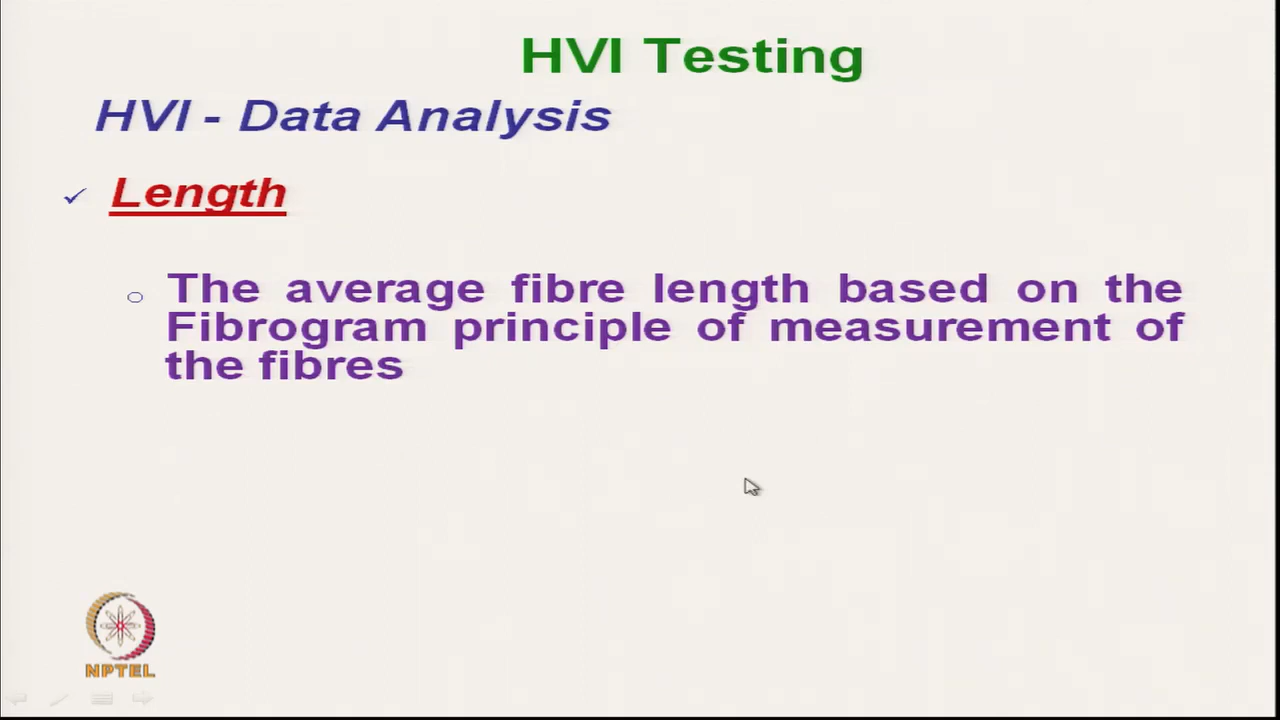 HVI Testing
HVI - Data Analysis
Length
The average fibre length based on the
Fibrogram principle of measurement of
the fibres
NPTEL